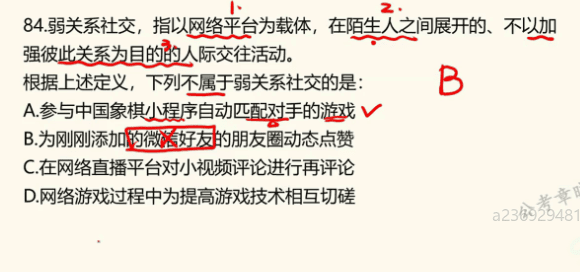 1. 2.
84.弱关系社交，指以网络平台为载体，在陌生人之间展开的、不以加
强彼此关系为目的的人际交往活动。
3.
根据上述定义，下列不属于弱关系社交的是：
B
A.参与中国象棋小程序自动匹配对手的游戏
B.为刚刚添加的微信好友的朋友圈动态点赞
C.在网络直播平台对小视频评论进行再评论
D.网络游戏过程中为提高游戏技术相互切磋
公考章
a236929481